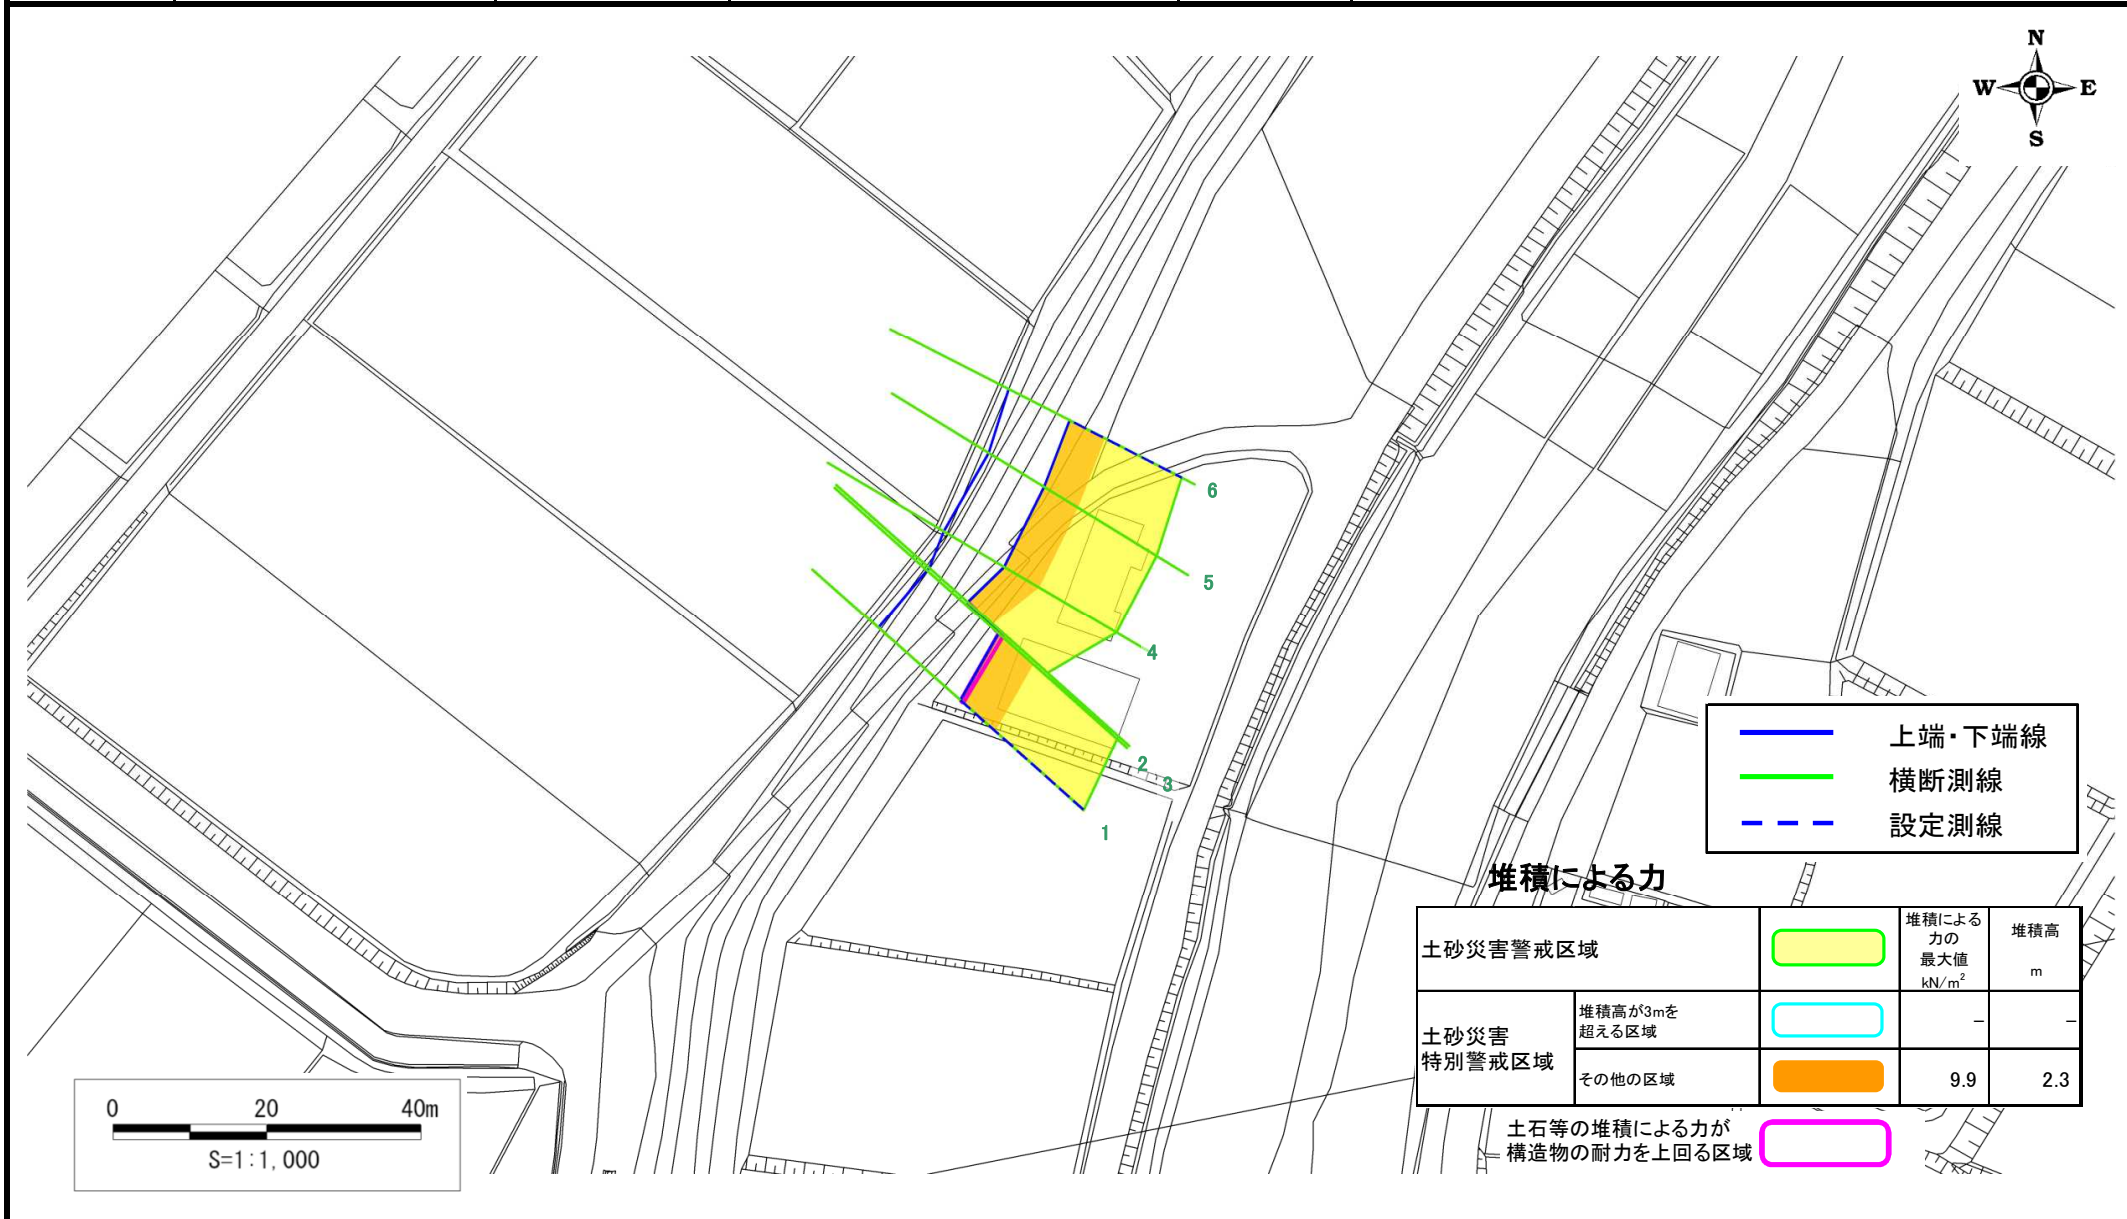 N
W
E
S
6
5
4
2
3
1
上端・下端線
横断測線
設定測線
堆積による力
土砂災害警戒区域
堆積による
力の
最大値
kN/m²
堆積高
m
土砂災害
特別警戒区域
堆積高が3mを
超える区域
－
－
その他の区域
9.9
2.3
土石等の堆積による力が
構造物の耐力を上回る区域
0
20
40m
S=1:1,000